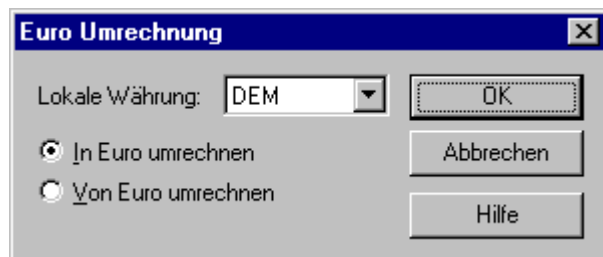 Euro Umrechnung
Lokale Währung: DEM OK
In Euro umrechnen Abbrechen
Von Euro umrechnen
Hilfe